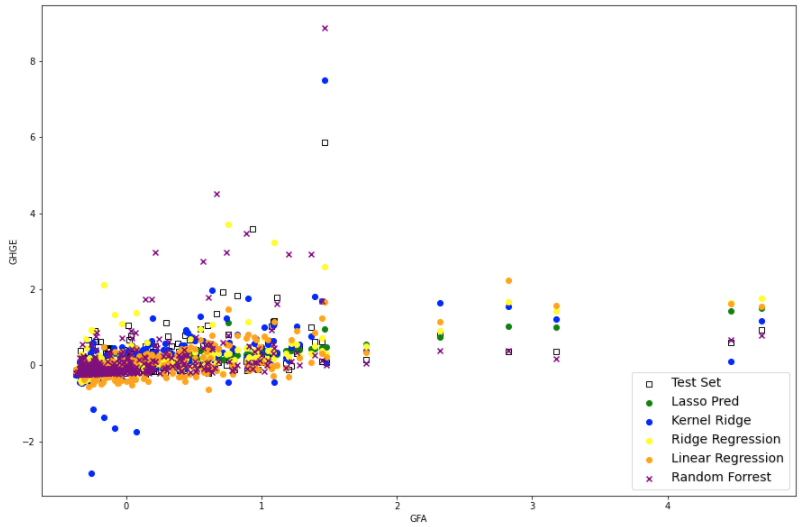 8
6
4
2
0
−2
GHGE
0
1
2
3
4
GFA
Test Set
Lasso Pred
Kernel Ridge
Ridge Regression
Linear Regression
Random Forrest